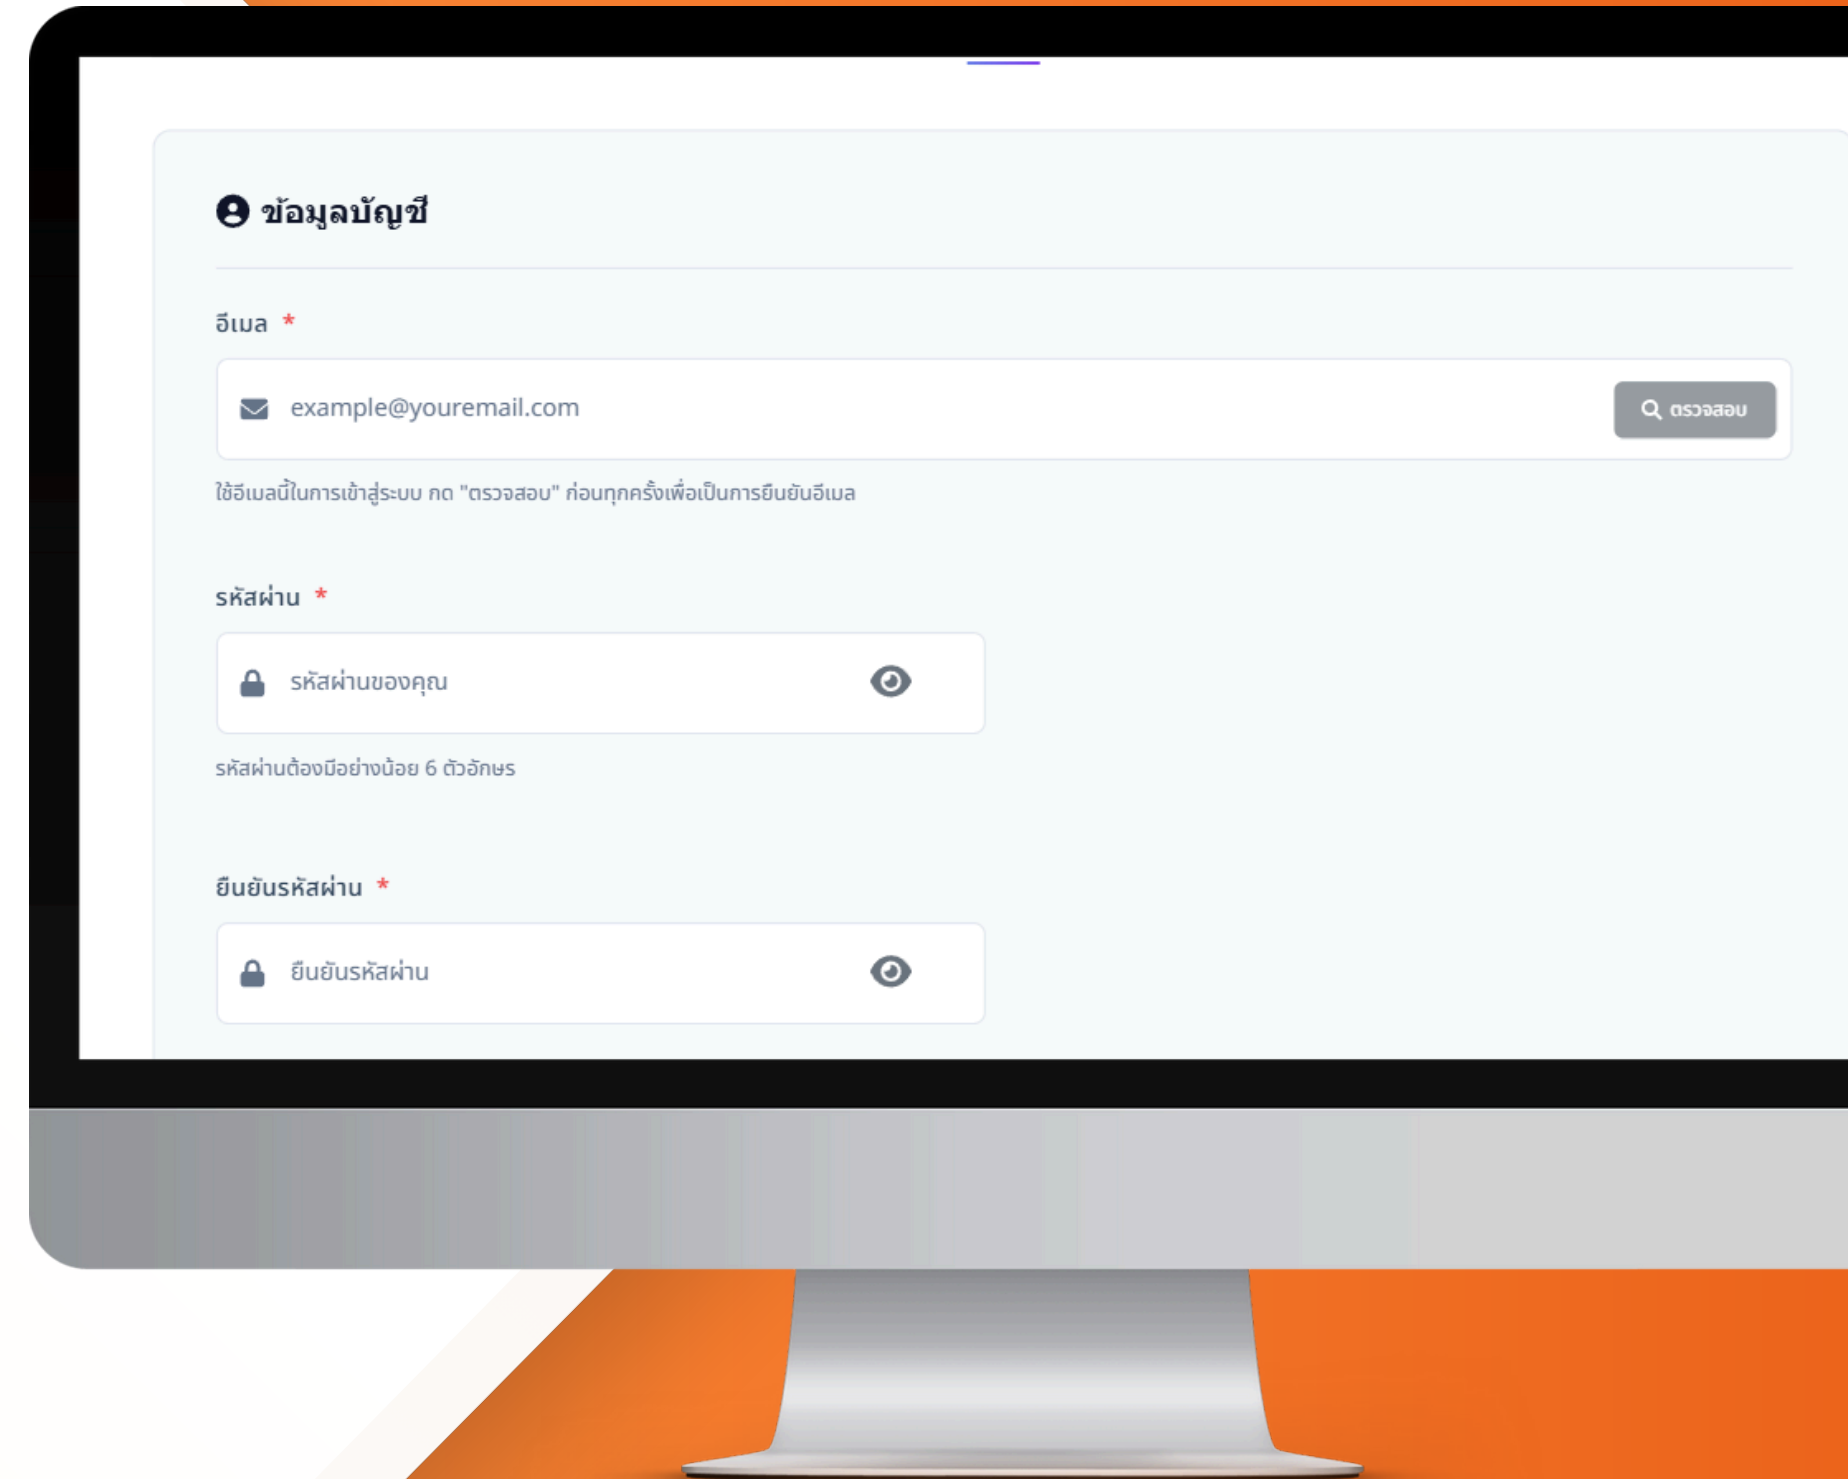 ข้อมูลบัญชี
อีเมล *
example@youremail.com
ตรวจสอบ
ใช้อีเมลนี้ในการเข้าสู่ระบบ กด "ตรวจสอบ" ก่อนทุกครั้งเพื่อเป็นการยืนยันอีเมล
รหัสผ่าน *
รหัสผ่านของคุณ
รหัสผ่านต้องมีอย่างน้อย 6 ตัวอักษร
ยืนยันรหัสผ่าน *
ยืนยันรหัสผ่าน